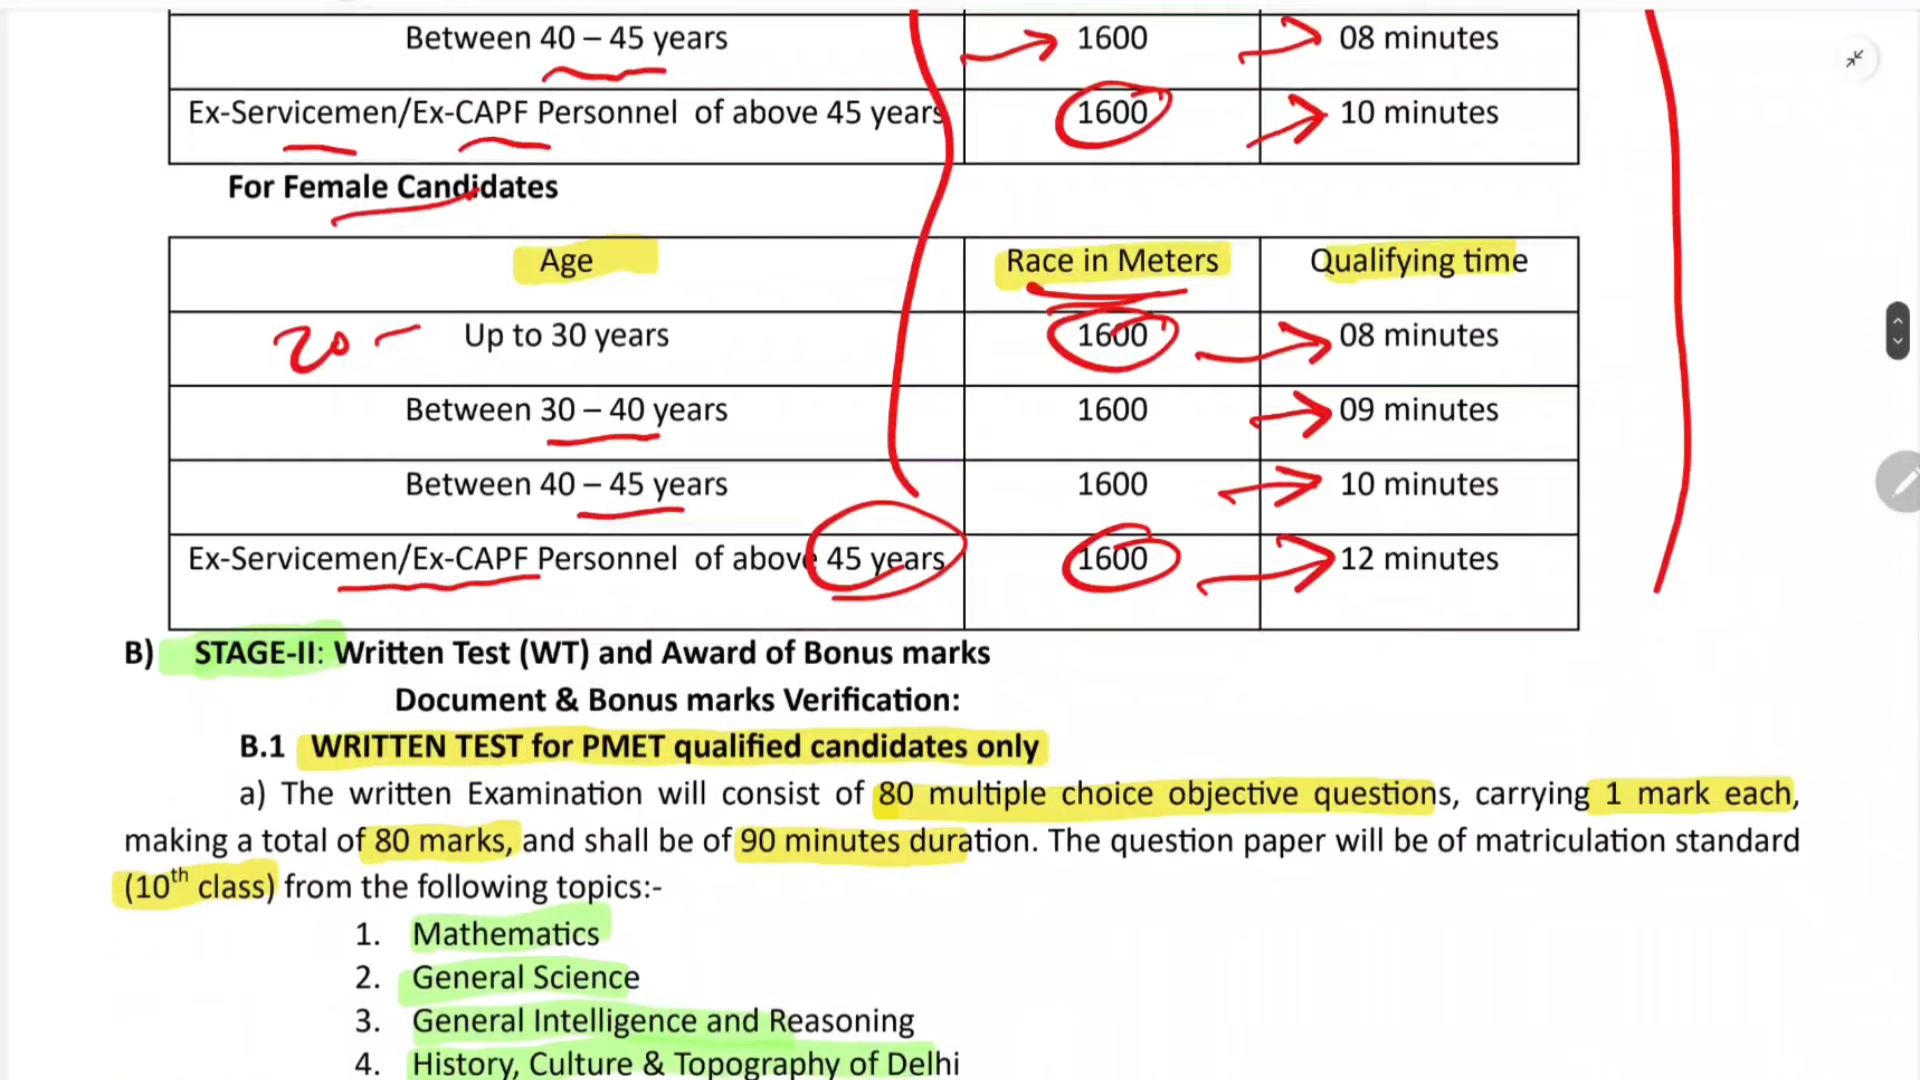 Between 40 – 45 years 1600 08 minutes
Ex-Servicemen/Ex-CAPF Personnel of above 45 years 1600 10 minutes
For Female Candidates
Age Race in Meters Qualifying time
20 – Up to 30 years 1600 08 minutes
Between 30 – 40 years 1600 09 minutes
Between 40 – 45 years 1600 10 minutes
Ex-Servicemen/Ex-CAPF Personnel of above 45 years 1600 12 minutes
B) STAGE-II: Written Test (WT) and Award of Bonus marks
Document & Bonus marks Verification:
B.1 WRITTEN TEST for PMET qualified candidates only
a) The written Examination will consist of 80 multiple choice objective questions, carrying 1 mark each,
making a total of 80 marks, and shall be of 90 minutes duration. The question paper will be of matriculation standard
(10th class) from the following topics:-
1. Mathematics
2. General Science
3. General Intelligence and Reasoning
4. History, Culture & Topography of Delhi